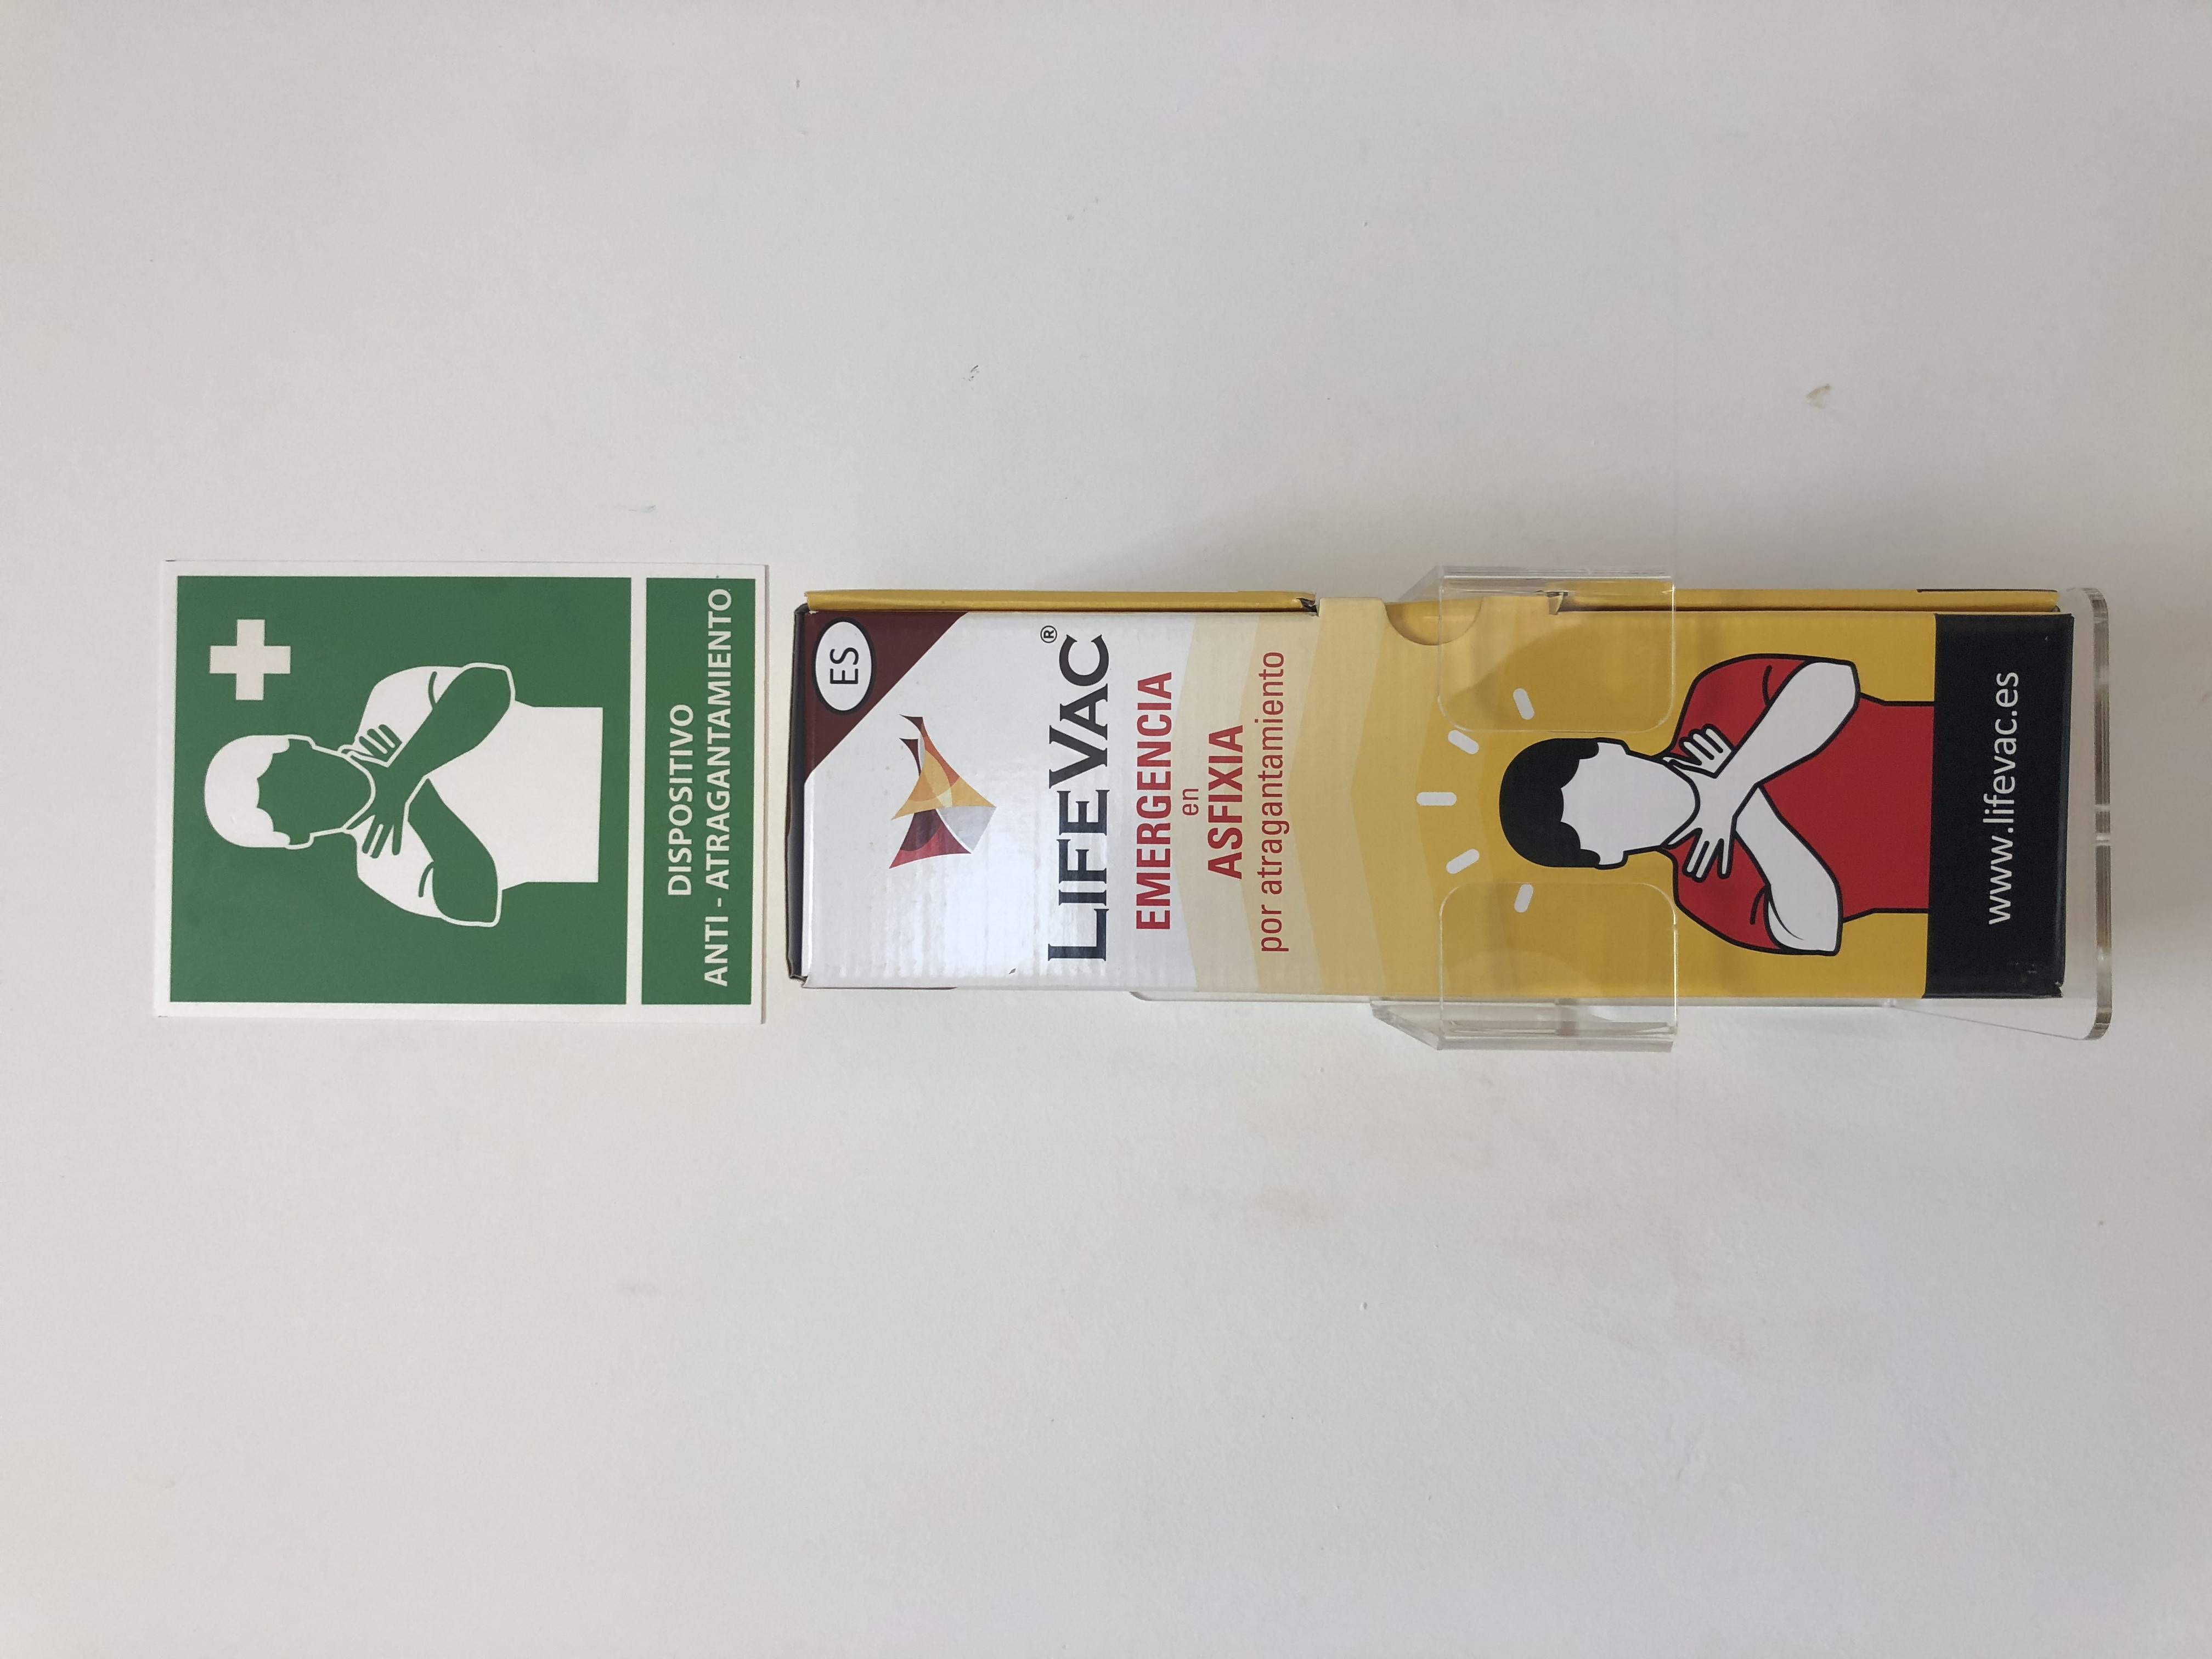 DISPOSITIVO
ANTI - ATRAGANTAMIENTO
ES
LIFEVAC®
EMERGENCIA
en
ASFIXIA
por atragantamiento
www.lifevac.es